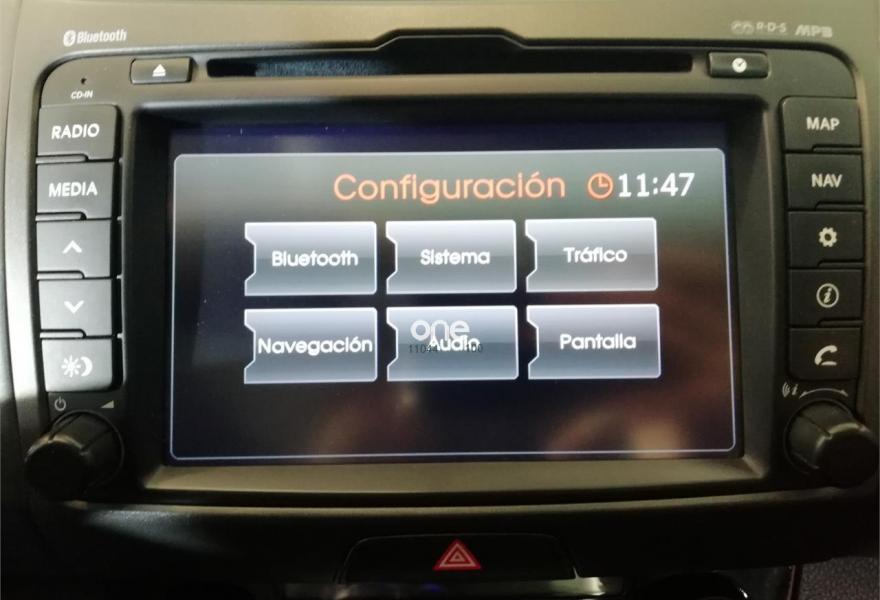 Bluetooth
R·D·S MP3
CD-IN
RADIO
MEDIA
MAP
NAV
Configuración 11:47
Bluetooth Sistema Tráfico
Navegación Audio Pantalla
one